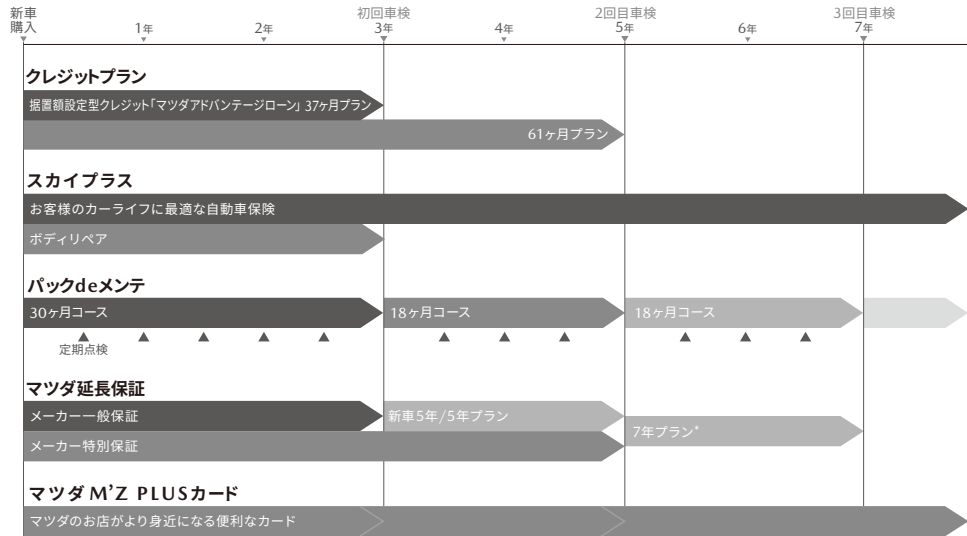 新車
購入
1年
2年
初回車検
3年
4年
2回目車検
5年
6年
3回目車検
7年
クレジットプラン
据置額設定型クレジット「マツダアドバンテージローン」 37ヶ月プラン
61ヶ月プラン
スカイプラス
お客様のカーライフに最適な自動車保険
ボディリペア
パックdeメンテ
30ヶ月コース
18ヶ月コース
18ヶ月コース
定期点検
マツダ延長保証
メーカー一般保証
新車5年/5年プラン
メーカー特別保証
7年プラン*
マツダ M'Z PLUSカード
マツダのお店がより身近になる便利なカード